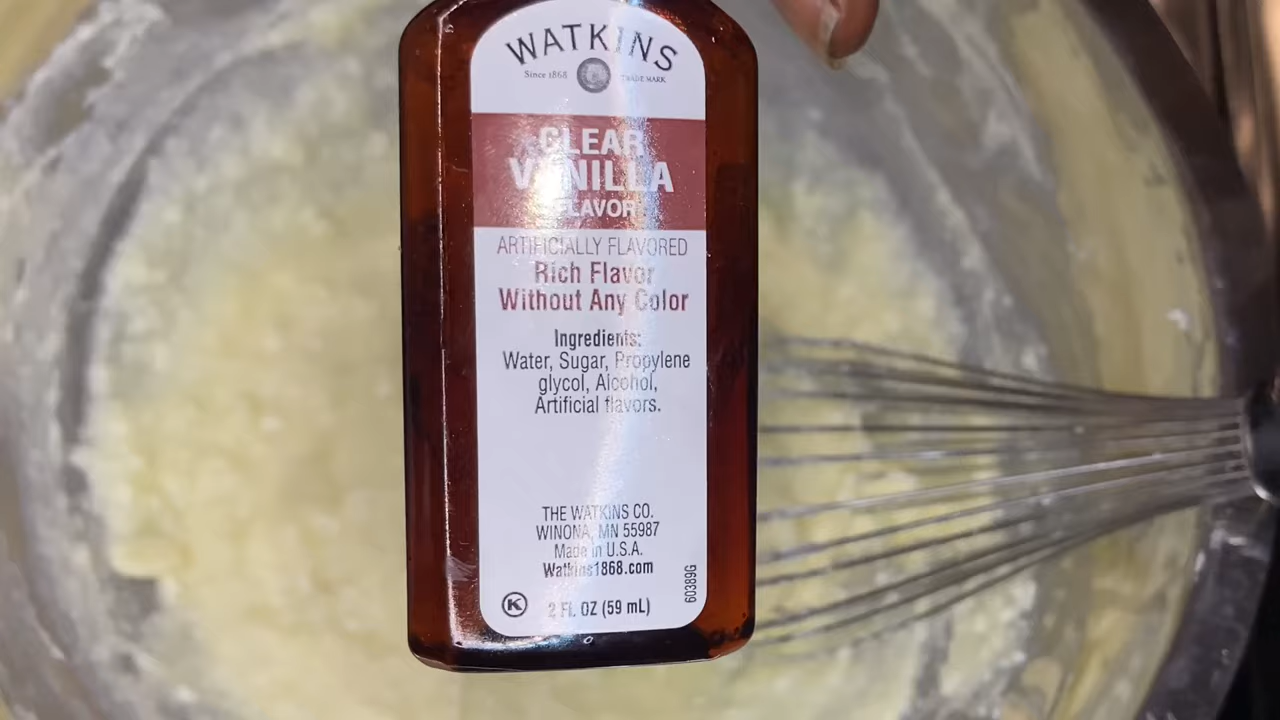 WATKINS
Since 1868 TRADE MARK
CLEAR
VANILLA
FLAVOR
ARTIFICIALLY FLAVORED
Rich Flavor
Without Any Color
Ingredients:
Water, Sugar, Propylene
glycol, Alcohol,
Artificial flavors.
THE WATKINS CO.
WINONA, MN 55987
Made in U.S.A.
Watkins1868.com
60389G
K 2 FL OZ (59 mL)